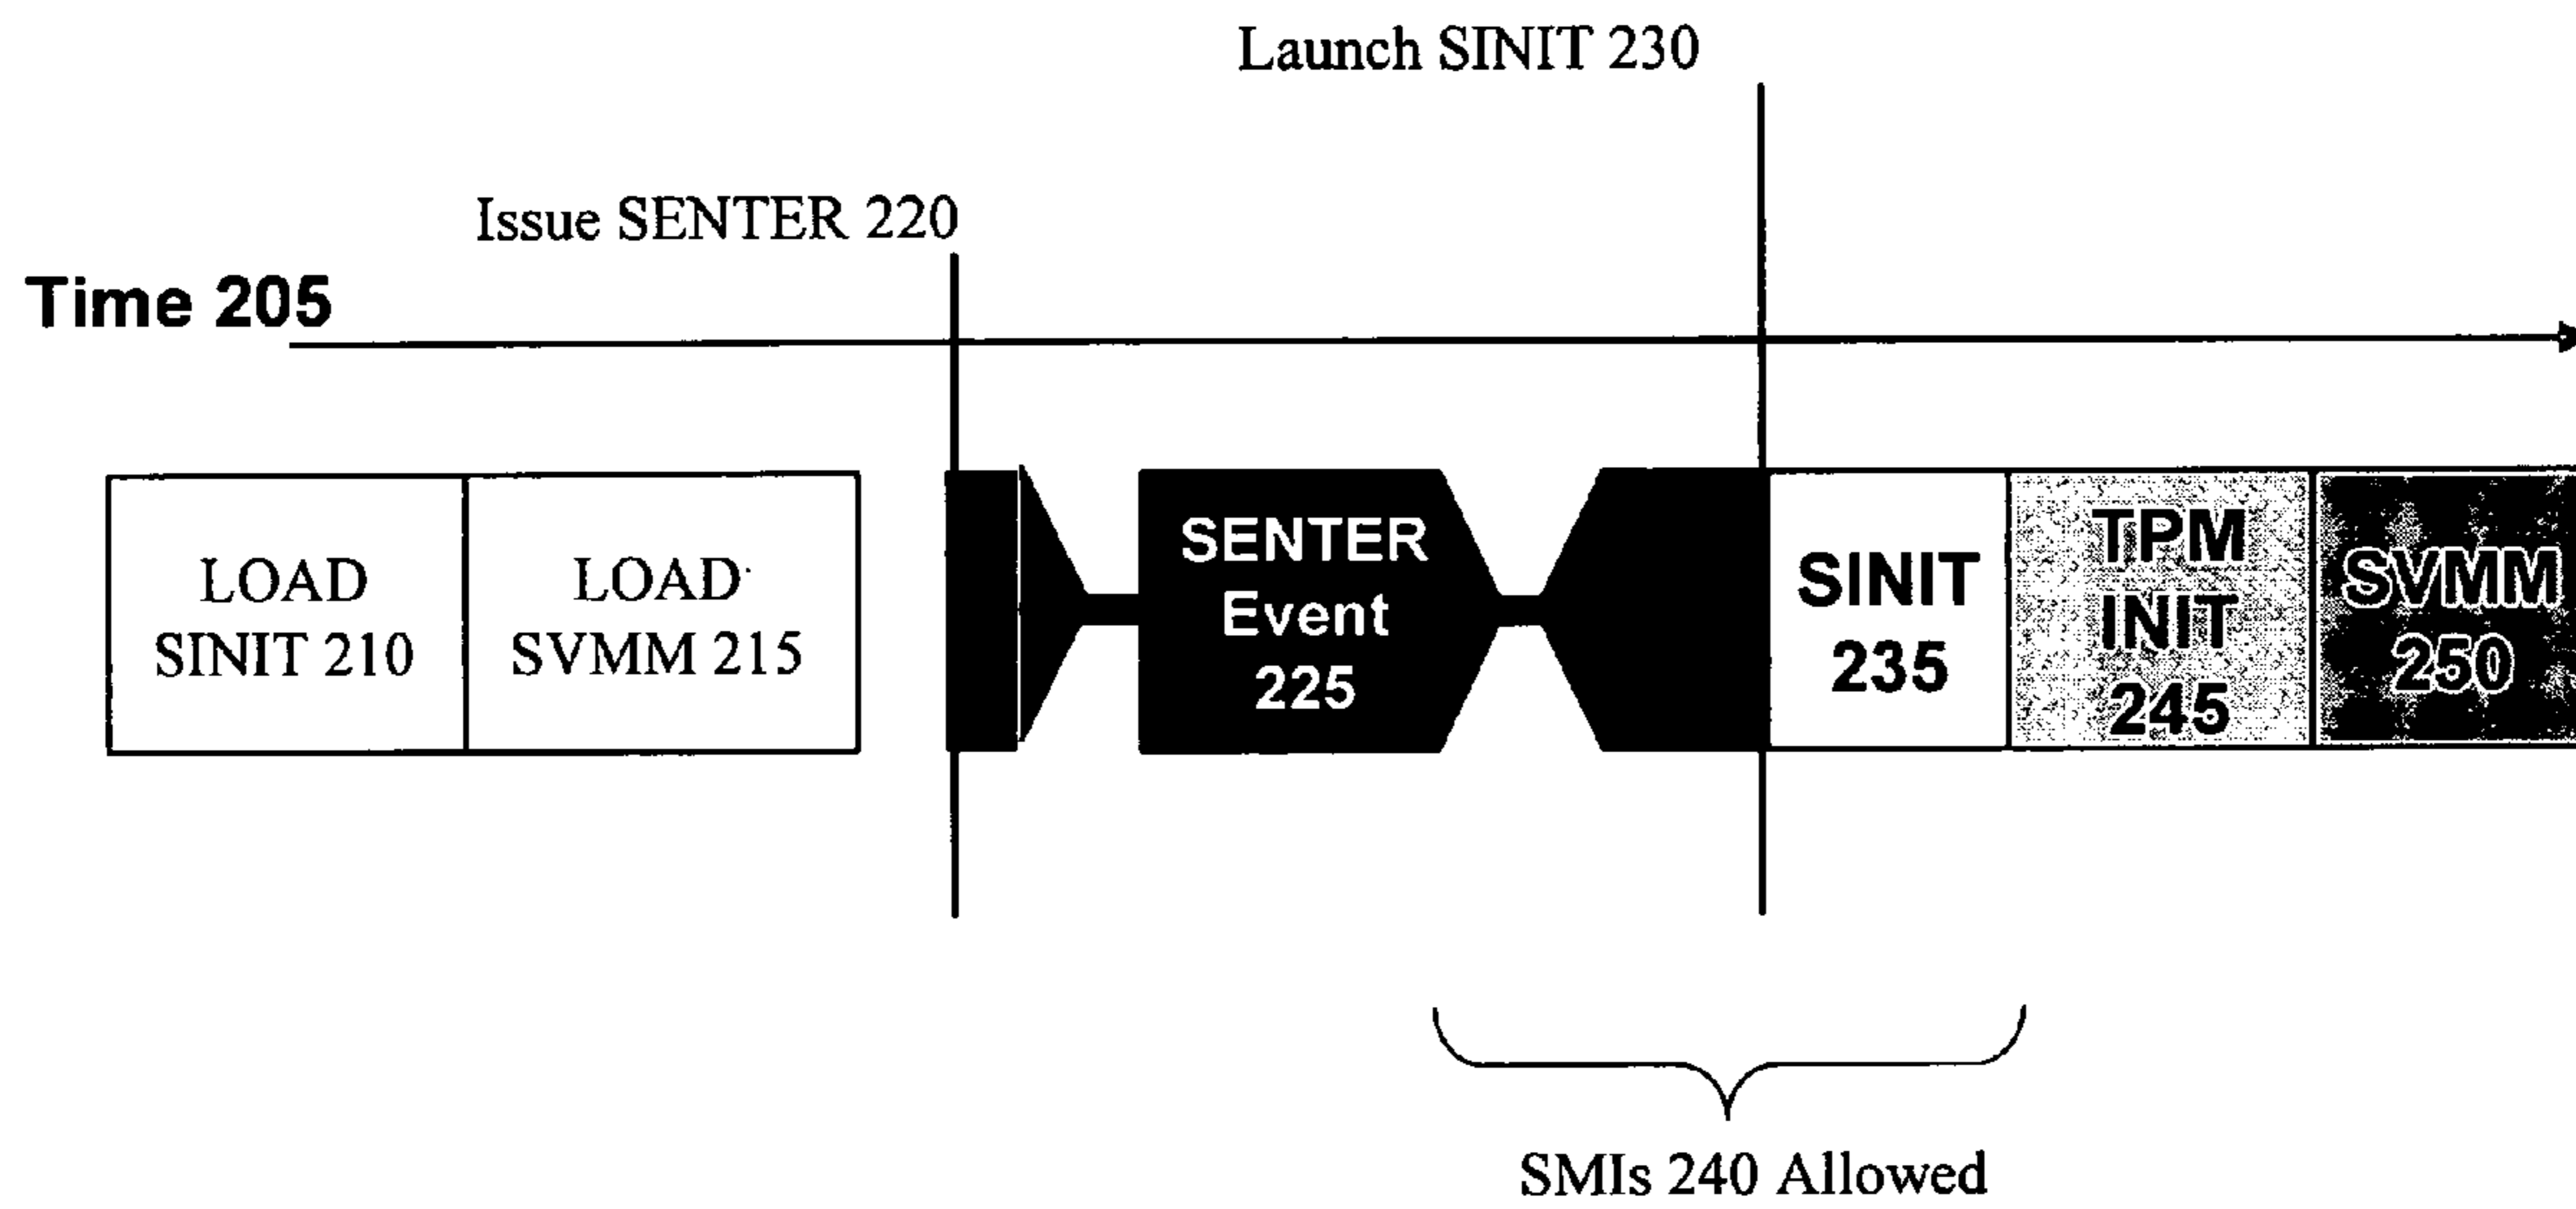 Launch SINIT 230
Issue SENTER 220
Time 205
LOAD
SINIT 210
LOAD
SVMM 215
SENTER
Event
225
SINIT
235
TPM
INIT
245
SVMM
250
SMIs 240 Allowed